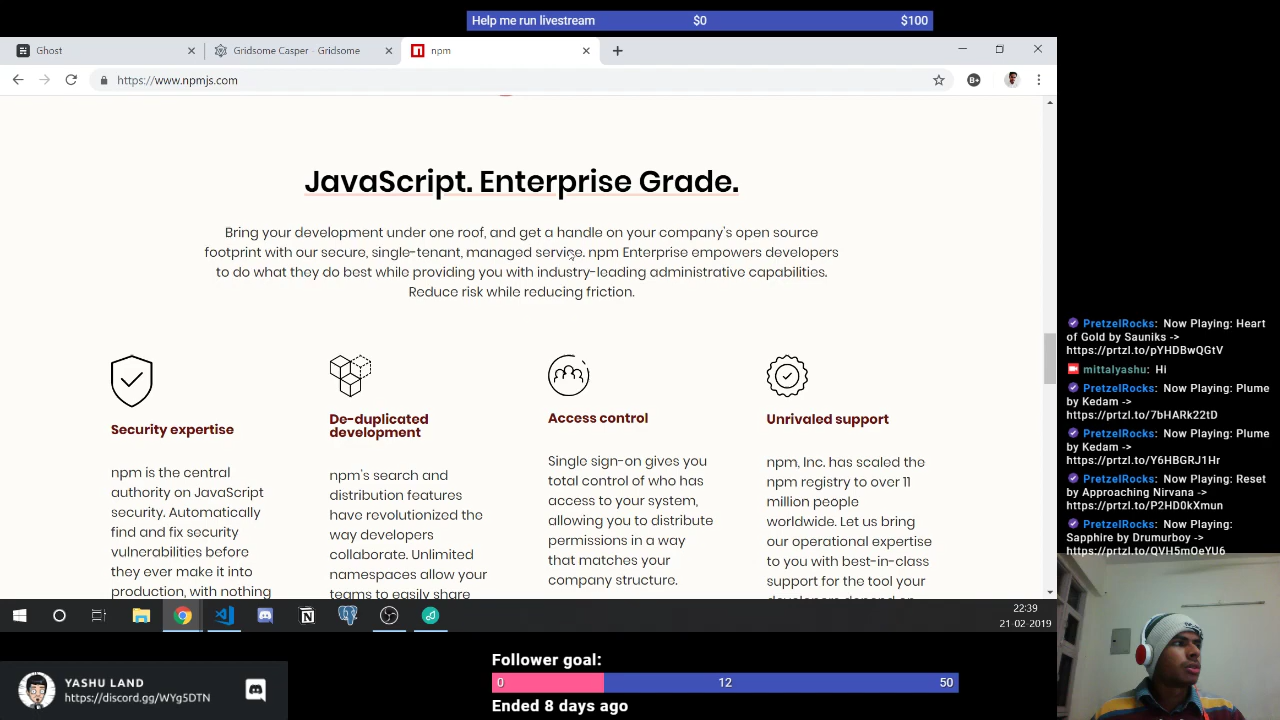 Help me run livestream $0 $100
Ghost
Gridsome Casper - Gridsome
npm
https://www.npmjs.com
B+
JavaScript. Enterprise Grade.
Bring your development under one roof, and get a handle on your company's open source
footprint with our secure, single-tenant, managed service. npm Enterprise empowers developers
to do what they do best while providing you with industry-leading administrative capabilities.
Reduce risk while reducing friction.
Security expertise
npm is the central
authority on JavaScript
security. Automatically
find and fix security
vulnerabilities before
they ever make it into
production, with nothing
De-duplicated
development
npm's search and
distribution features
have revolutionized the
way developers
collaborate. Unlimited
namespaces allow your
teams to easily share
Access control
Single sign-on gives you
total control of who has
access to your system,
allowing you to distribute
permissions in a way
that matches your
company structure.
Unrivaled support
npm, Inc. has scaled the
npm registry to over 11
million people
worldwide. Let us bring
our operational expertise
to you with best-in-class
support for the tool your
developers depend on
PretzelRocks: Now Playing: Heart
of Gold by Sauniks ->
https://prtzl.to/pYHDBwQGtV
mittalyashu: Hi
PretzelRocks: Now Playing: Plume
by Kedam ->
https://prtzl.to/7bHARk22tD
PretzelRocks: Now Playing: Plume
by Kedam ->
https://prtzl.to/Y6HBGRJ1Hr
PretzelRocks: Now Playing: Reset
by Approaching Nirvana ->
https://prtzl.to/P2HD0kXmun
PretzelRocks: Now Playing:
Sapphire by Drumurboy ->
https://prtzl.to/QVH5mOeYU6
22:39
21-02-2019
YASHU LAND
https://discord.gg/WYg5DTN
Follower goal:
0 12 50
Ended 8 days ago